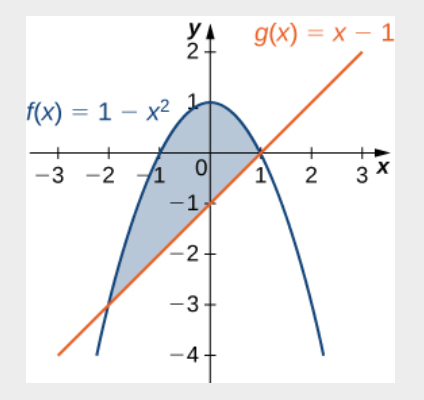 y
g(x) = x − 1
2
f(x) = 1 − x²
1
0
−3 −2 −1 1 2 3 x
−1
−2
−3
−4